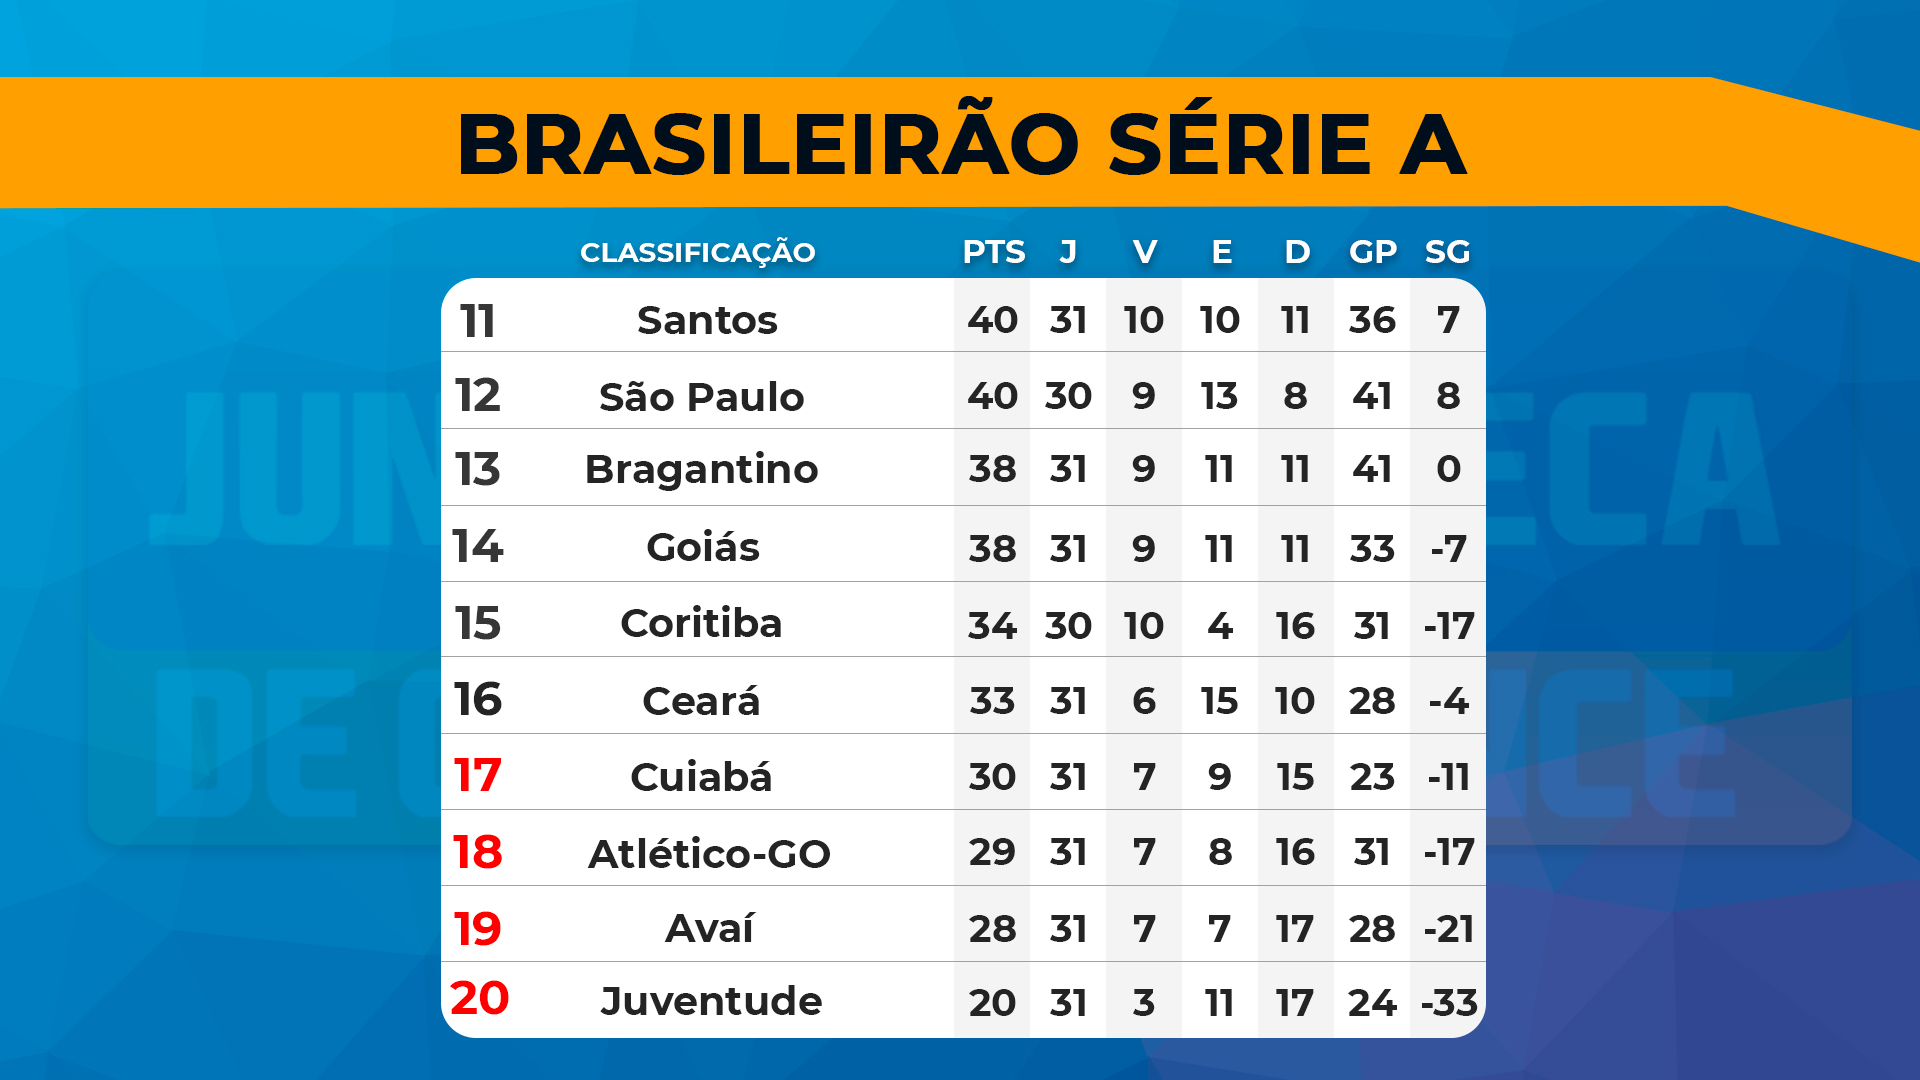 BRASILEIRÃO SÉRIE A
CLASSIFICAÇÃO PTS J V E D GP SG
11 Santos 40 31 10 10 11 36 7
12 São Paulo 40 30 9 13 8 41 8
13 Bragantino 38 31 9 11 11 41 0
14 Goiás 38 31 9 11 11 33 -7
15 Coritiba 34 30 10 4 16 31 -17
16 Ceará 33 31 6 15 10 28 -4
17 Cuiabá 30 31 7 9 15 23 -11
18 Atlético-GO 29 31 7 8 16 31 -17
19 Avaí 28 31 7 7 17 28 -21
20 Juventude 20 31 3 11 17 24 -33